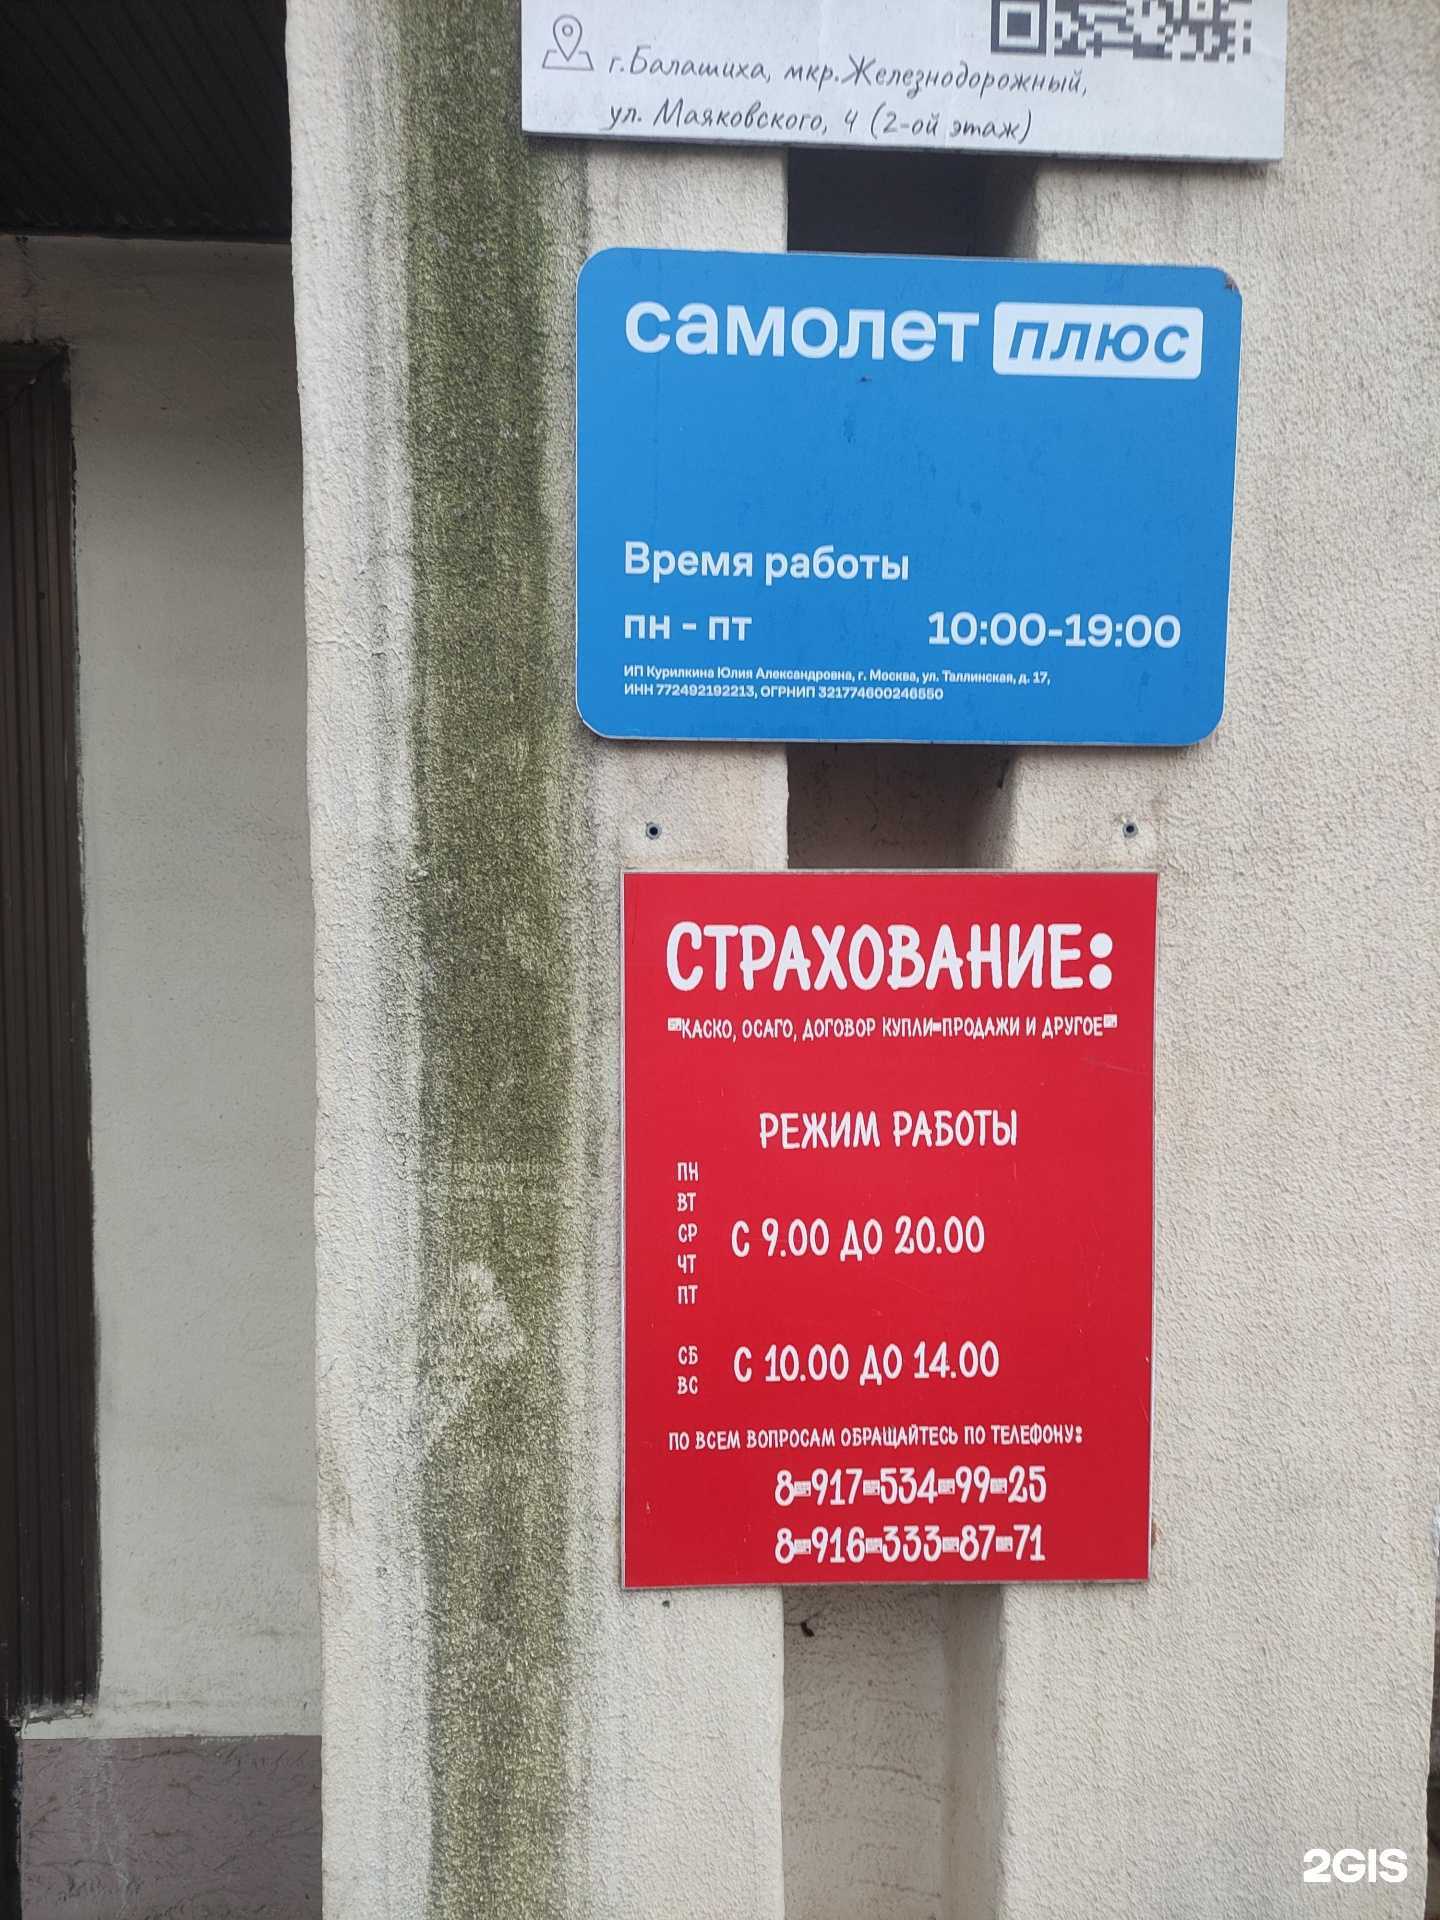 г.Балашиха, мкр.Железнодорожный,
ул. Маяковского, 4 (2-ой этаж)
самолет плюс
Время работы
пн - пт 10:00-19:00
ИП Курилкина Юлия Александровна, г. Москва, ул. Таллинская, д. 17,
ИНН 772492192213, ОГРНИП 321774600246550
СТРАХОВАНИЕ:
КАСКО, ОСАГО, ДОГОВОР КУПЛИ-ПРОДАЖИ И ДРУГОЕ
РЕЖИМ РАБОТЫ
ПН
ВТ
СР С 9.00 ДО 20.00
ЧТ
ПТ
СБ С 10.00 ДО 14.00
ВС
ПО ВСЕМ ВОПРОСАМ ОБРАЩАЙТЕСЬ ПО ТЕЛЕФОНУ:
8-917-534-99-25
8-916-333-87-71
2GIS